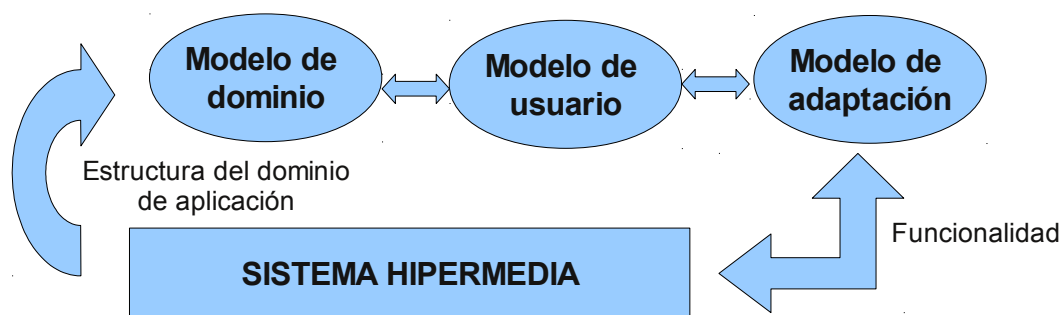 Modelo de
dominio
Modelo de
usuario
Modelo de
adaptación
Estructura del dominio
de aplicación
Funcionalidad
SISTEMA HIPERMEDIA